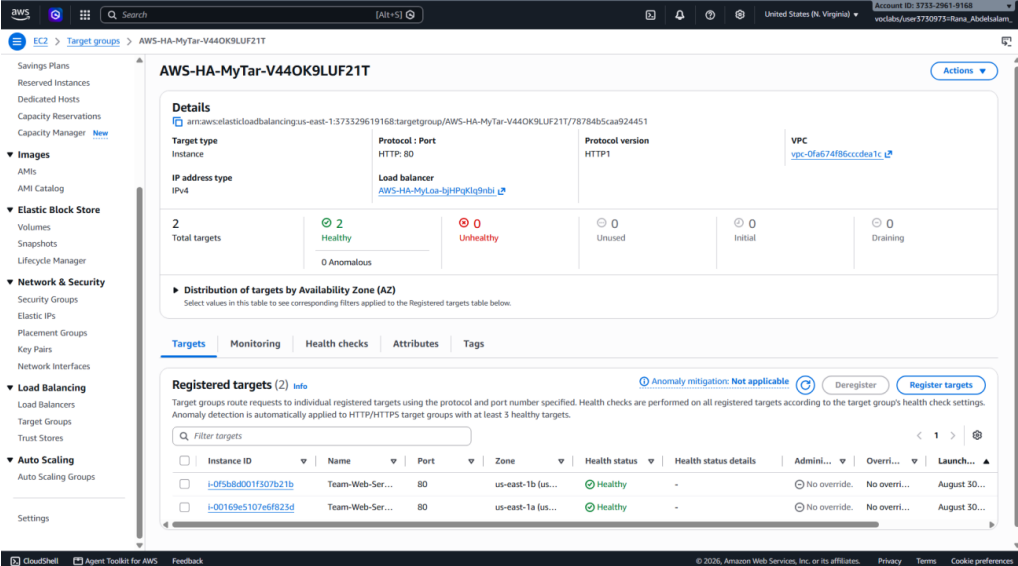 aws
Search
[Alt+S]
United States (N. Virginia)
Account ID: 3733-2961-9168
voclabs/user3730973=Rana_Abdelsalam_
EC2 > Target groups > AWS-HA-MyTar-V44OK9LUF21T
Savings Plans
Reserved Instances
Dedicated Hosts
Capacity Reservations
Capacity Manager New
Images
AMIs
AMI Catalog
Elastic Block Store
Volumes
Snapshots
Lifecycle Manager
Network & Security
Security Groups
Elastic IPs
Placement Groups
Key Pairs
Network Interfaces
Load Balancing
Load Balancers
Target Groups
Trust Stores
Auto Scaling
Auto Scaling Groups
Settings
AWS-HA-MyTar-V44OK9LUF21T
Actions
Details
arn:aws:elasticloadbalancing:us-east-1:373329619168:targetgroup/AWS-HA-MyTar-V44OK9LUF21T/78784b5caa924451
Target type
Instance
Protocol : Port
HTTP: 80
Protocol version
HTTP1
VPC
vpc-0fa674f86cccdea1c
IP address type
IPv4
Load balancer
AWS-HA-MyLoa-bjHPqKlq9nbi
2
Total targets
2
Healthy
0 Anomalous
0
Unhealthy
0
Unused
0
Initial
0
Draining
Distribution of targets by Availability Zone (AZ)
Select values in this table to see corresponding filters applied to the Registered targets table below.
Targets
Monitoring
Health checks
Attributes
Tags
Registered targets (2) Info
Anomaly mitigation: Not applicable
Deregister
Register targets
Target groups route requests to individual registered targets using the protocol and port number specified. Health checks are performed on all registered targets according to the target group's health check settings.
Anomaly detection is automatically applied to HTTP/HTTPS target groups with at least 3 healthy targets.
Filter targets
1
Instance ID Name Port Zone Health status Health status details Admini... Overri... Launch...
i-0f5b8d001f307b21b Team-Web-Ser... 80 us-east-1b (us... Healthy - No override. No overri... August 30...
i-00169e5107e6f823d Team-Web-Ser... 80 us-east-1a (us... Healthy - No override. No overri... August 30...
CloudShell Agent Toolkit for AWS Feedback
© 2026, Amazon Web Services, Inc. or its affiliates. Privacy Terms Cookie preferences